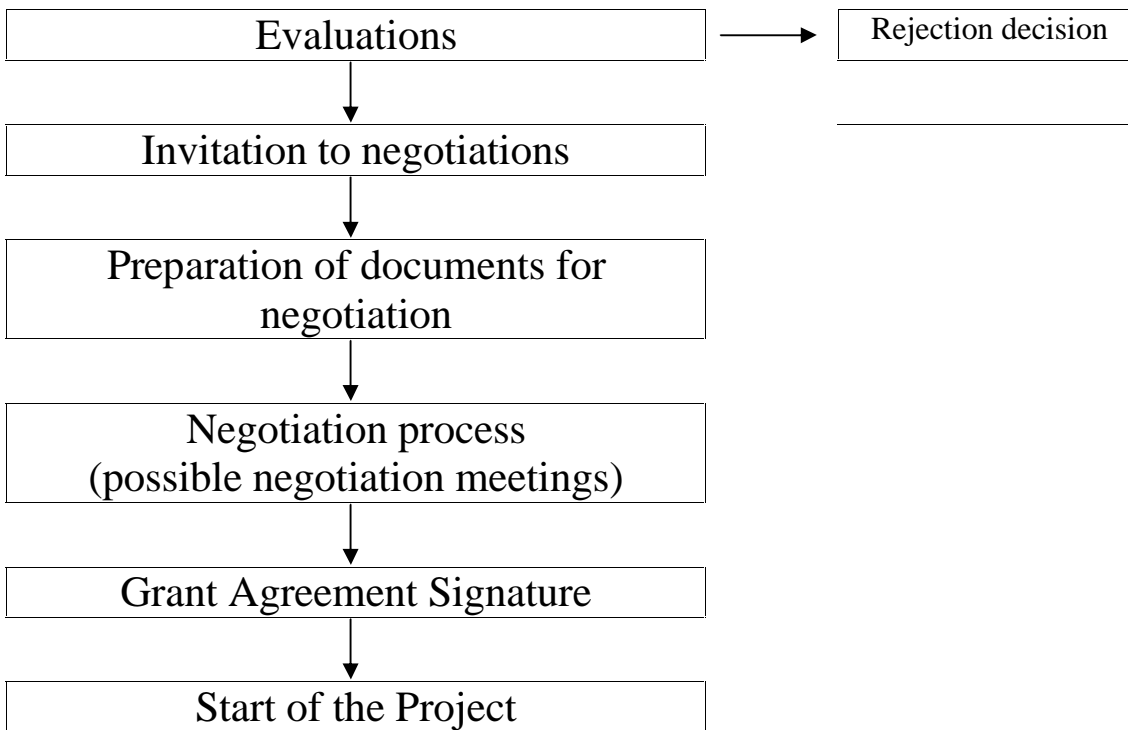 Evaluations
Rejection decision
Invitation to negotiations
Preparation of documents for
negotiation
Negotiation process
(possible negotiation meetings)
Grant Agreement Signature
Start of the Project